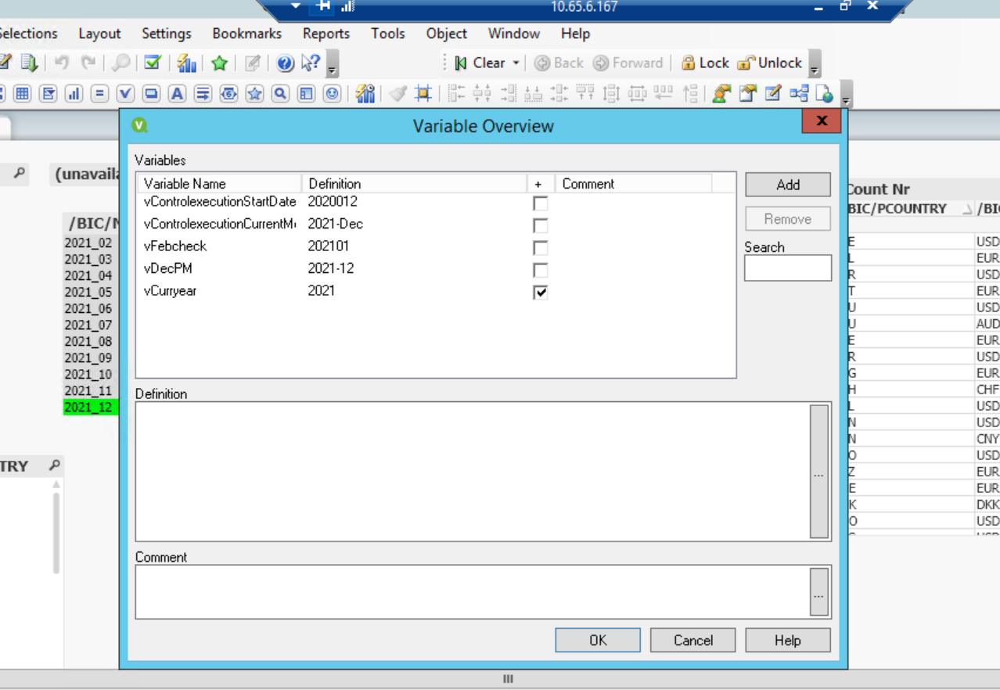 10.65.6.167
Selections Layout Settings Bookmarks Reports Tools Object Window Help
Clear Back Forward Lock Unlock
Variable Overview
Variables
Variable Name Definition + Comment
vControlexecutionStartDate 2020012
vControlexecutionCurrentM 2021-Dec
vFebcheck 202101
vDecPM 2021-12
vCurryear 2021
Add
Remove
Search
Definition
...
Comment
...
OK Cancel Help
(unavaila
/BIC/
2021_02
2021_03
2021_04
2021_05
2021_06
2021_07
2021_08
2021_09
2021_10
2021_11
2021_12
TRY
Count Nr
BIC/PCOUNTRY /BIC
E USD
L EUR
R USD
T EUR
U USD
U AUD
E EUR
R USD
G EUR
H CHF
L USD
N USD
N CNY
O USD
Z EUR
E EUR
K DKK
O USD